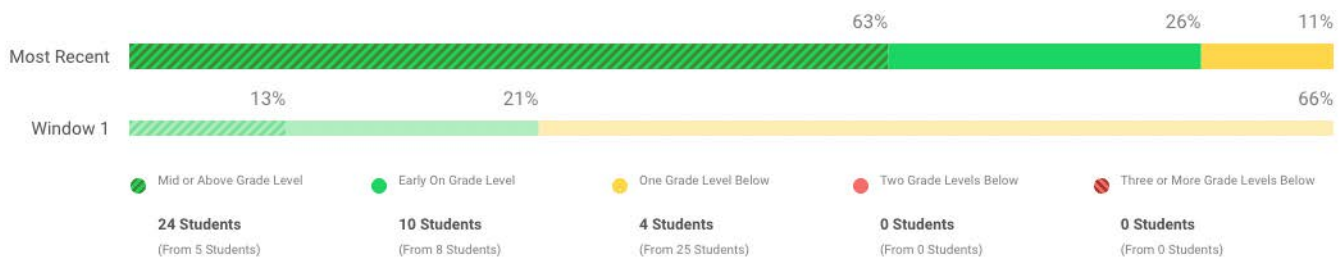 63% 26% 11%
Most Recent
13% 21% 66%
Window 1
Mid or Above Grade Level Early On Grade Level One Grade Level Below Two Grade Levels Below Three or More Grade Levels Below
24 Students 10 Students 4 Students 0 Students 0 Students
(From 5 Students) (From 8 Students) (From 25 Students) (From 0 Students) (From 0 Students)